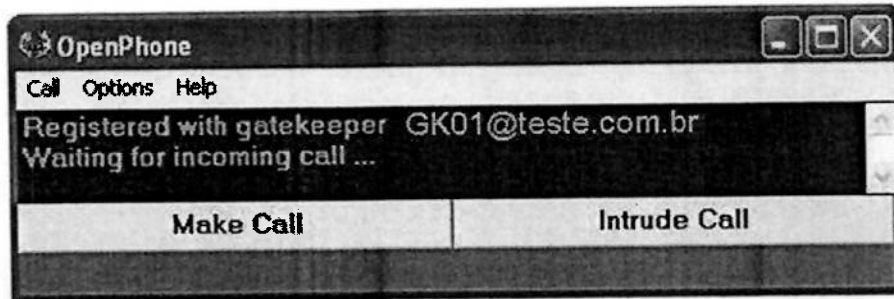 OpenPhone
Call Options Help
Registered with gatekeeper GK01@teste.com.br
Waiting for incoming call ...
Make Call Intrude Call